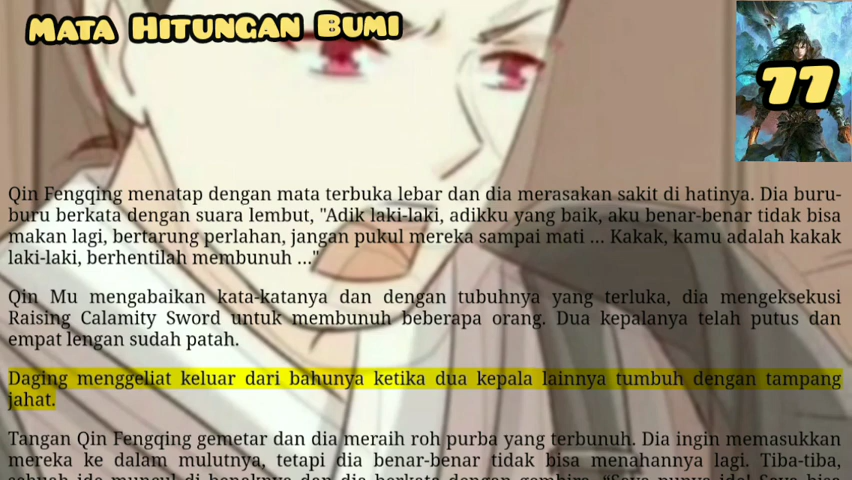 Mata Hitungan Bumi
77
Qin Fengqing menatap dengan mata terbuka lebar dan dia merasakan sakit di hatinya. Dia buru-
buru berkata dengan suara lembut, "Adik laki-laki, adikku yang baik, aku benar-benar tidak bisa
makan lagi, bertarung perlahan, jangan pukul mereka sampai mati ... Kakak, kamu adalah kakak
laki-laki, berhentilah membunuh ..."
Qin Mu mengabaikan kata-katanya dan dengan tubuhnya yang terluka, dia mengeksekusi
Raising Calamity Sword untuk membunuh beberapa orang. Dua kepalanya telah putus dan
empat lengan sudah patah.
Daging menggeliat keluar dari bahunya ketika dua kepala lainnya tumbuh dengan tampang
jahat.
Tangan Qin Fengqing gemetar dan dia meraih roh purba yang terbunuh. Dia ingin memasukkan
mereka ke dalam mulutnya, tetapi dia benar-benar tidak bisa menahannya lagi. Tiba-tiba,